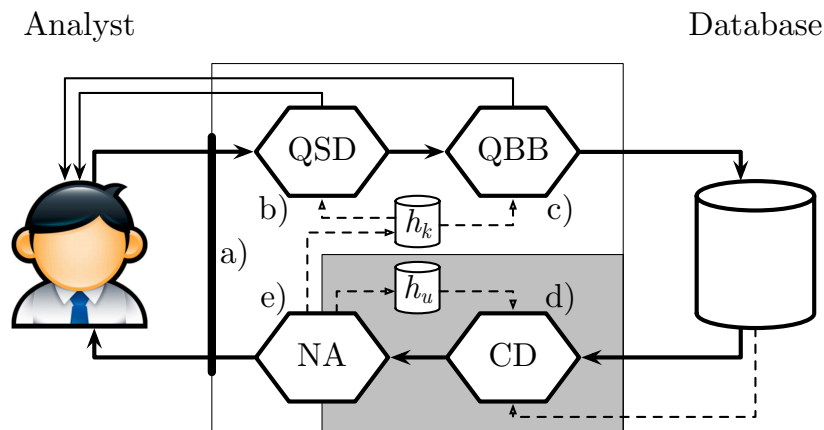 Analyst
Database
QSD
QBB
b)
c)
h_k
a)
e)
h_u
d)
NA
CD